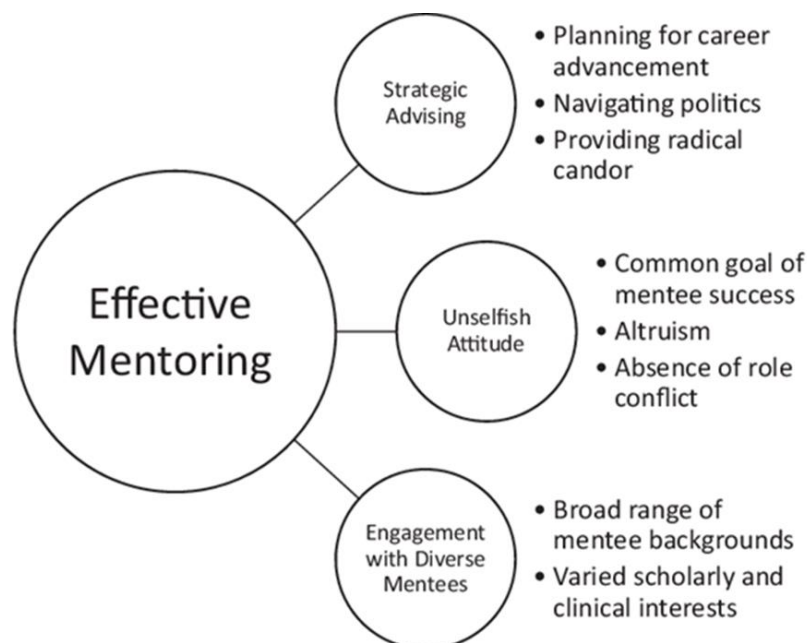 Effective
Mentoring
Strategic
Advising
• Planning for career
advancement
• Navigating politics
• Providing radical
candor
Unselfish
Attitude
• Common goal of
mentee success
• Altruism
• Absence of role
conflict
Engagement
with Diverse
Mentees
• Broad range of
mentee backgrounds
• Varied scholarly and
clinical interests